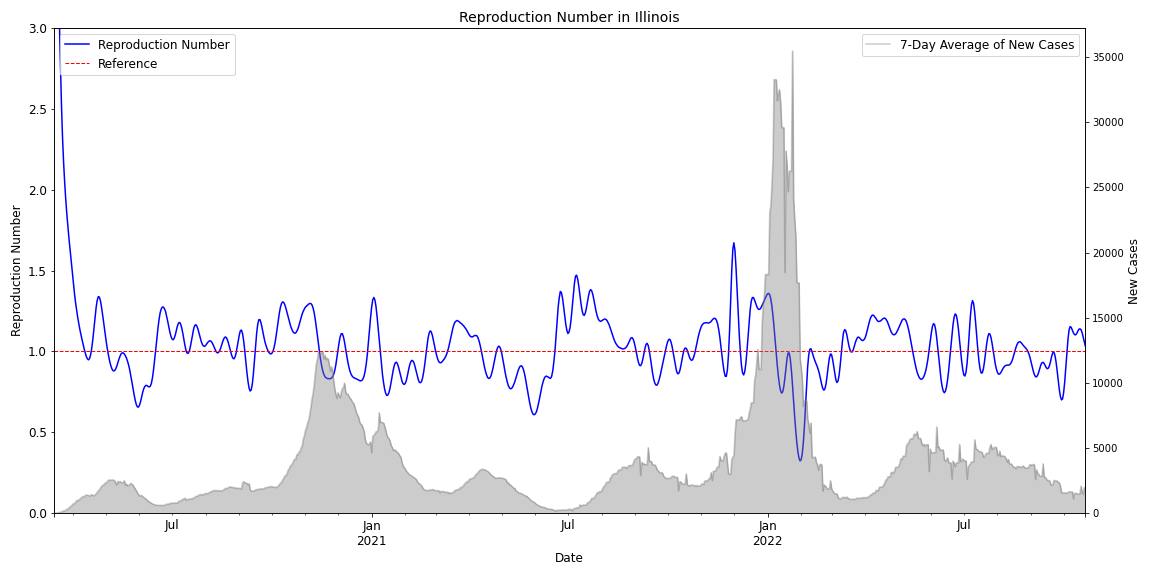 Reproduction Number in Illinois
Reproduction Number
Reference
7-Day Average of New Cases
3.0
2.5
2.0
1.5
1.0
0.5
0.0
Reproduction Number
35000
30000
25000
20000
15000
10000
5000
0
New Cases
Jul
Jan
2021
Jul
Jan
2022
Jul
Date